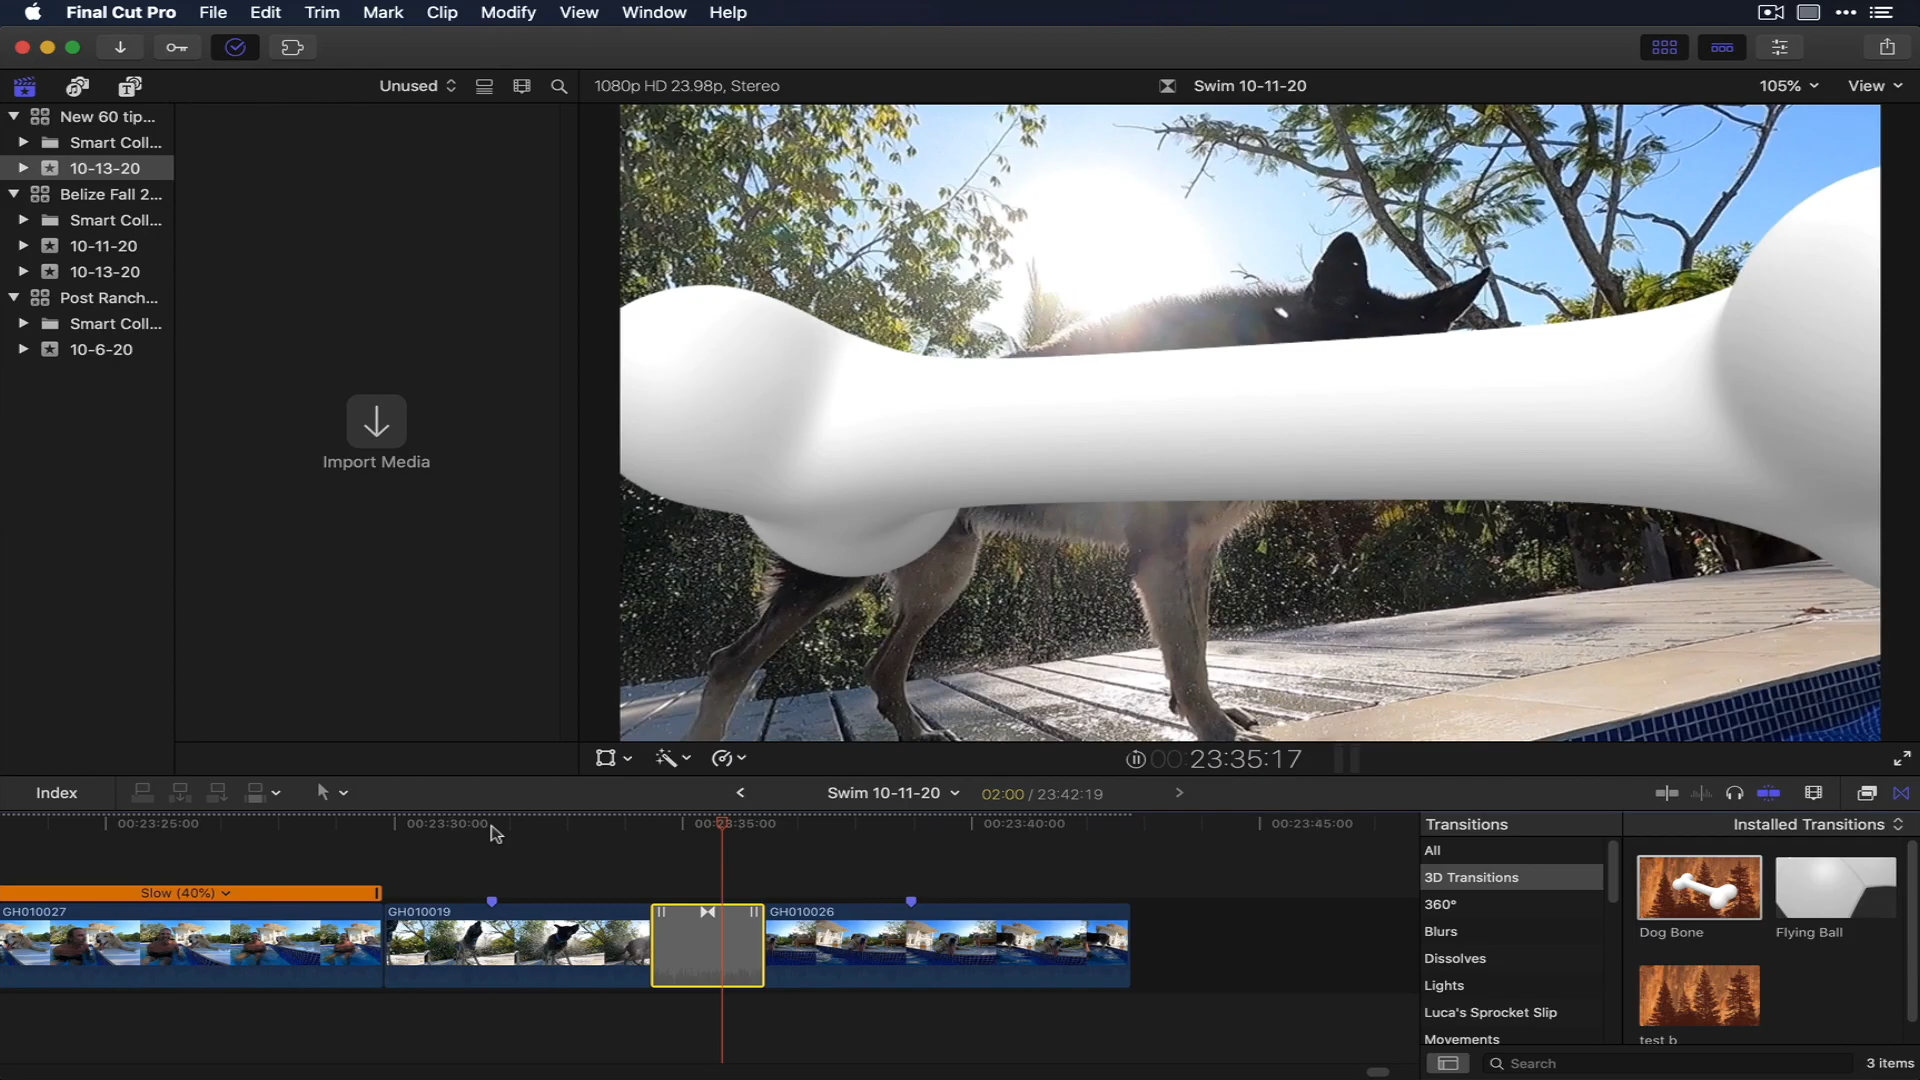 Final Cut Pro File Edit Trim Mark Clip Modify View Window Help
Unused
1080p HD 23.98p, Stereo
Swim 10-11-20
105%
View
New 60 tip...
Smart Coll...
10-13-20
Belize Fall 2...
Smart Coll...
10-11-20
10-13-20
Post Ranch...
Smart Coll...
10-6-20
Import Media
00:23:35:17
Index
Swim 10-11-20
02:00 / 23:42:19
00:23:25:00
00:23:30:00
00:23:35:00
00:23:40:00
00:23:45:00
Slow (40%)
GH010027
GH010019
GH010026
Transitions
All
3D Transitions
360°
Blurs
Dissolves
Lights
Luca's Sprocket Slip
Movements
Installed Transitions
Dog Bone
Flying Ball
test b
Search
3 items